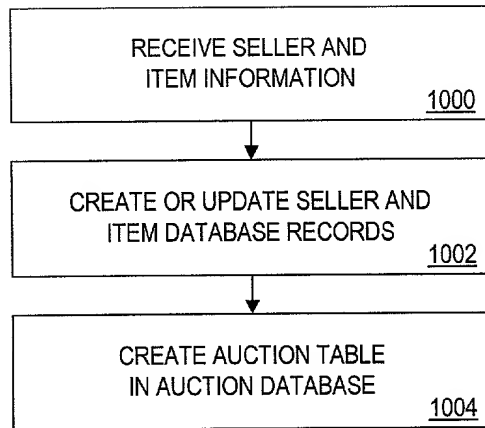 RECEIVE SELLER AND
ITEM INFORMATION
1000
CREATE OR UPDATE SELLER AND
ITEM DATABASE RECORDS
1002
CREATE AUCTION TABLE
IN AUCTION DATABASE
1004